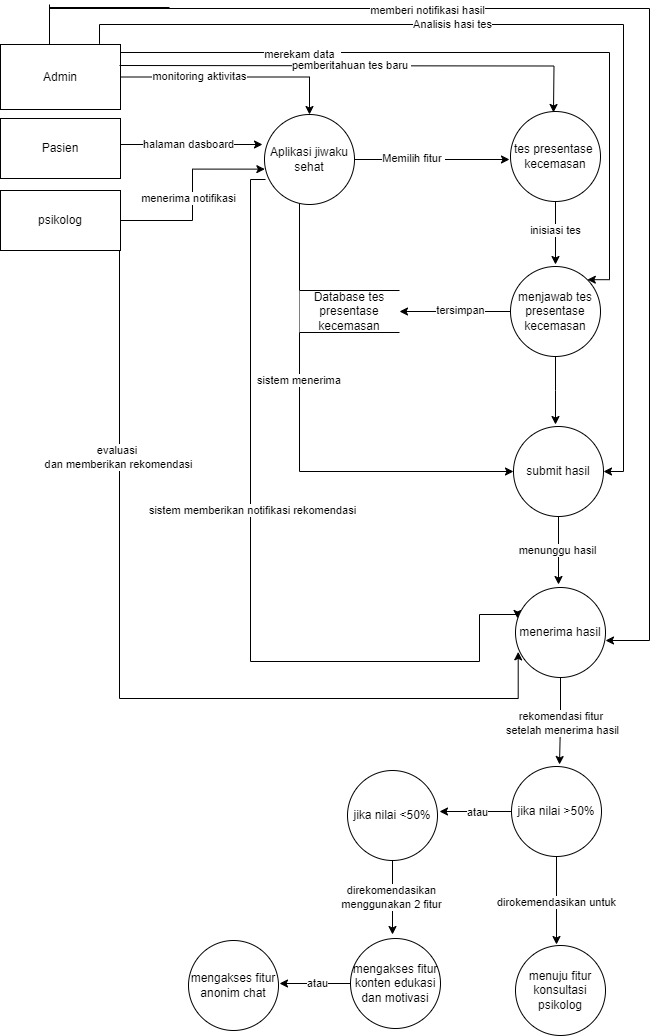 memberi notifikasi hasil
Analisis hasi tes
merekam data
pemberitahuan tes baru
Admin
monitoring aktivitas
Pasien
halaman dasboard
Aplikasi jiwaku
sehat
Memilih fitur
tes presentase
kecemasan
menerima notifikasi
psikolog
inisiasi tes
Database tes
presentase
kecemasan
tersimpan
menjawab tes
presentase
kecemasan
sistem menerima
evaluasi
dan memberikan rekomendasi
submit hasil
sistem memberikan notifikasi rekomendasi
menunggu hasil
menerima hasil
rekomendasi fitur
setelah menerima hasil
jika nilai <50%
atau
jika nilai >50%
direkomendasikan
menggunakan 2 fitur
dirokemendasikan untuk
mengakses fitur
anonim chat
atau
mengakses fitur
konten edukasi
dan motivasi
menuju fitur
konsultasi
psikolog